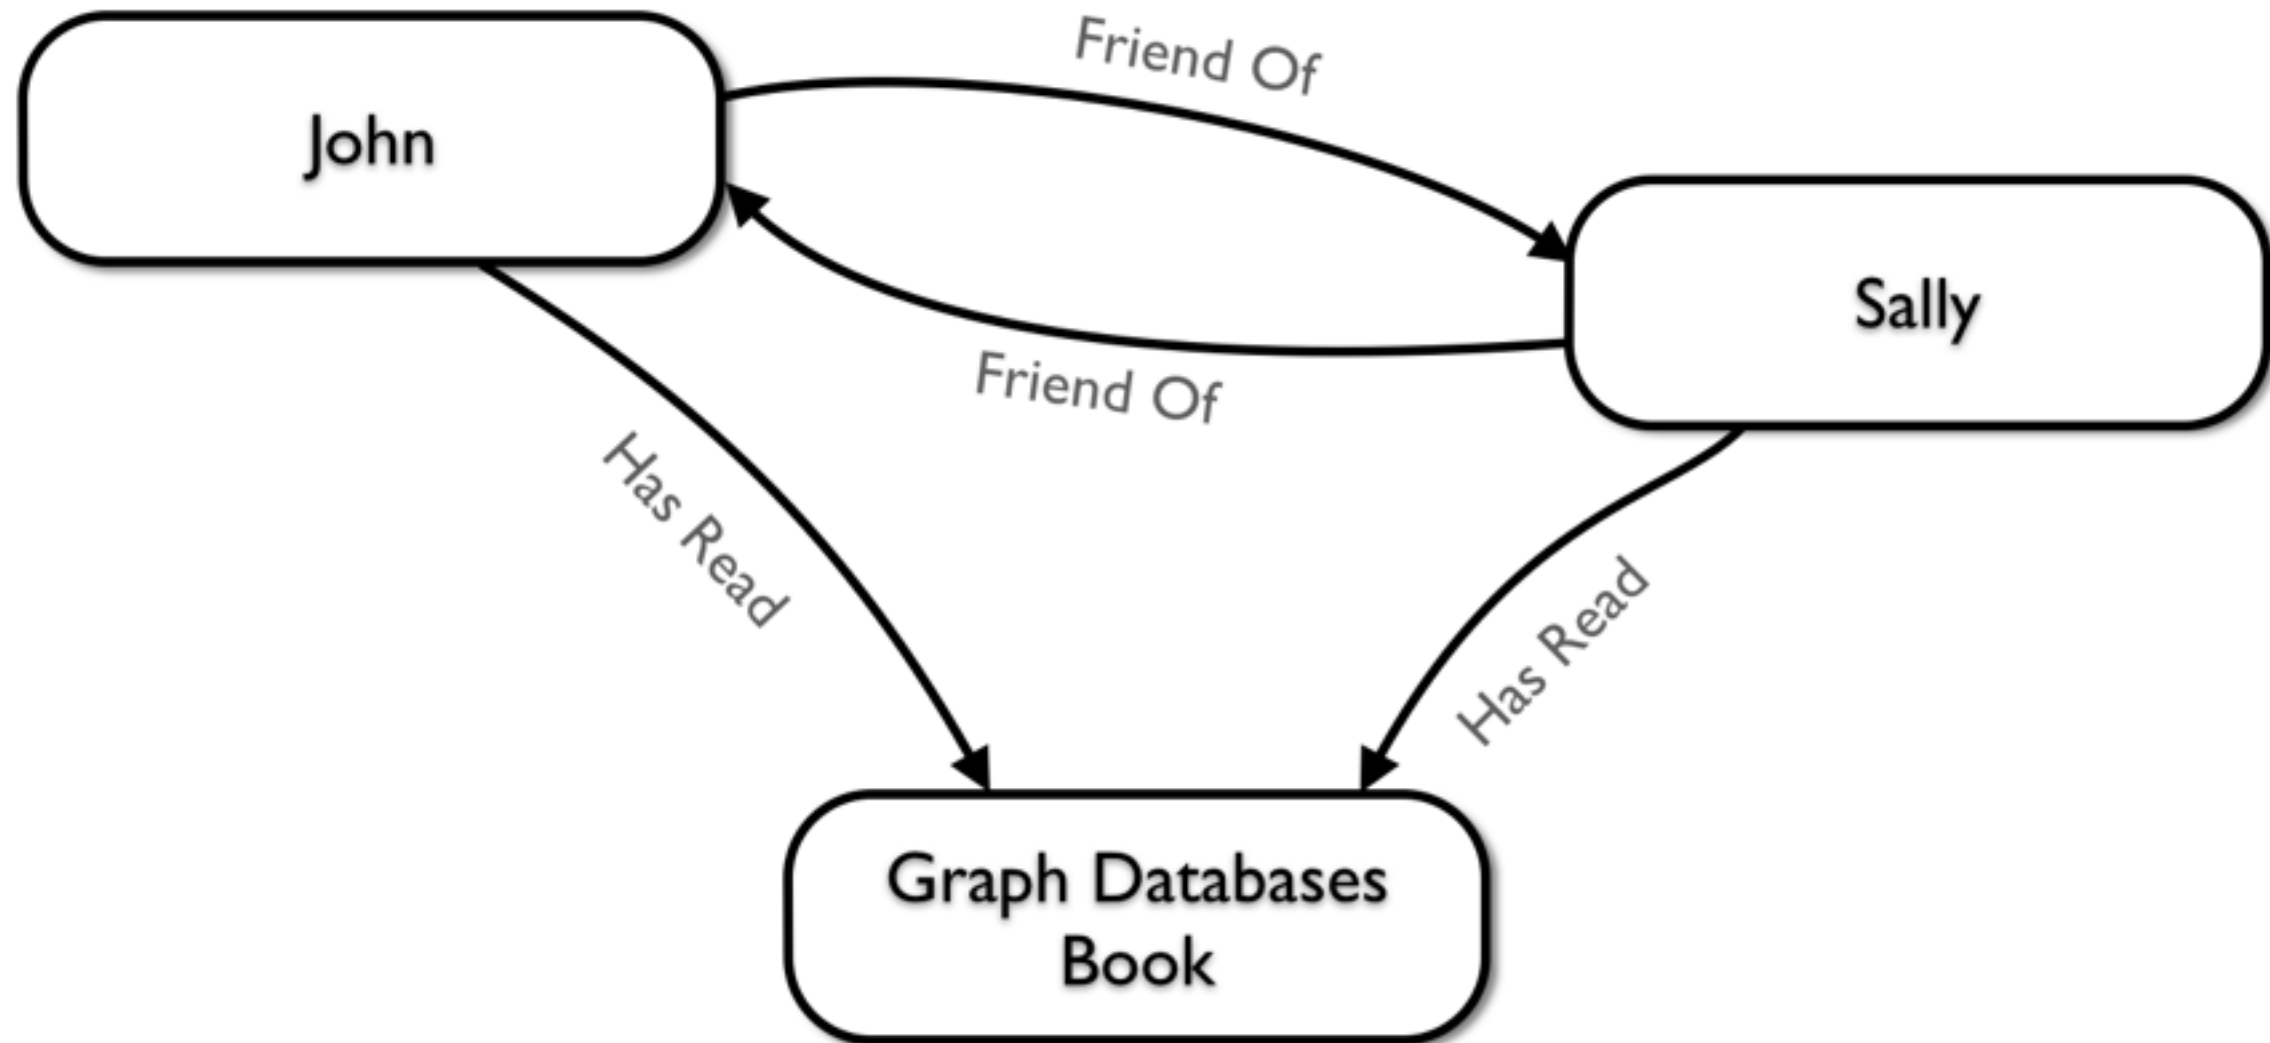 Friend Of
John
Sally
Friend Of
Has Read
Has Read
Graph Databases
Book